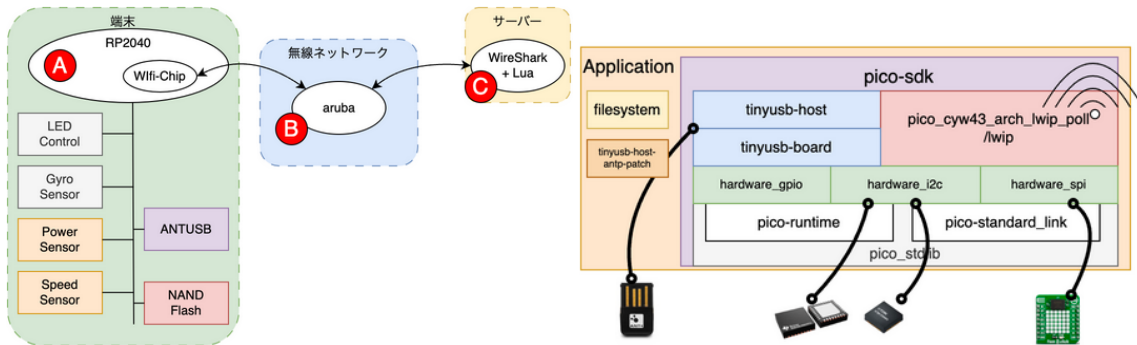 端末
RP2040
A
WIfi-Chip
LED
Control
Gyro
Sensor
Power
Sensor
Speed
Sensor
ANTUSB
NAND
Flash
無線ネットワーク
aruba
B
サーバー
WireShark
+ Lua
C
Application
filesystem
tinyusb-host-
antp-patch
pico-sdk
tinyusb-host
tinyusb-board
pico_cyw43_arch_lwip_poll
/lwip
hardware_gpio
hardware_i2c
hardware_spi
pico-runtime
pico-standard_link
pico_stdlib